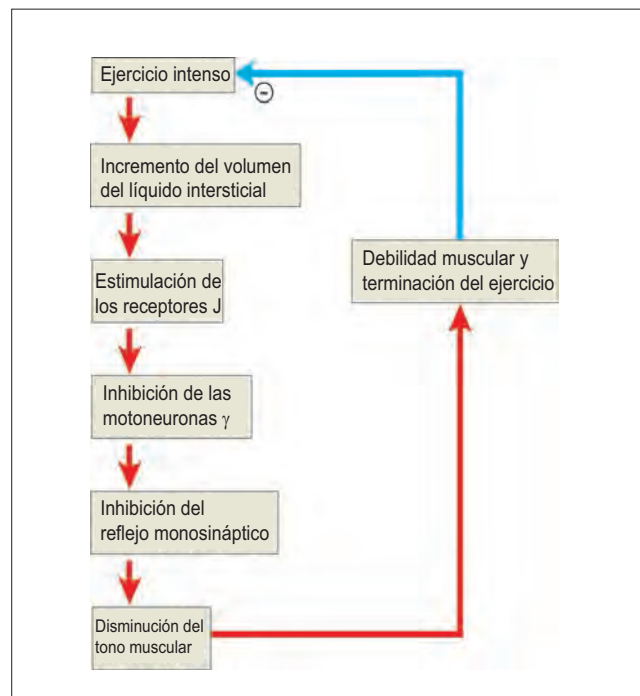 Ejercicio intenso
−
Incremento del volumen
del líquido intersticial
Estimulación de
los receptores J
Inhibición de las
motoneuronas γ
Inhibición del
reflejo monosináptico
Disminución del
tono muscular
Debilidad muscular y
terminación del ejercicio